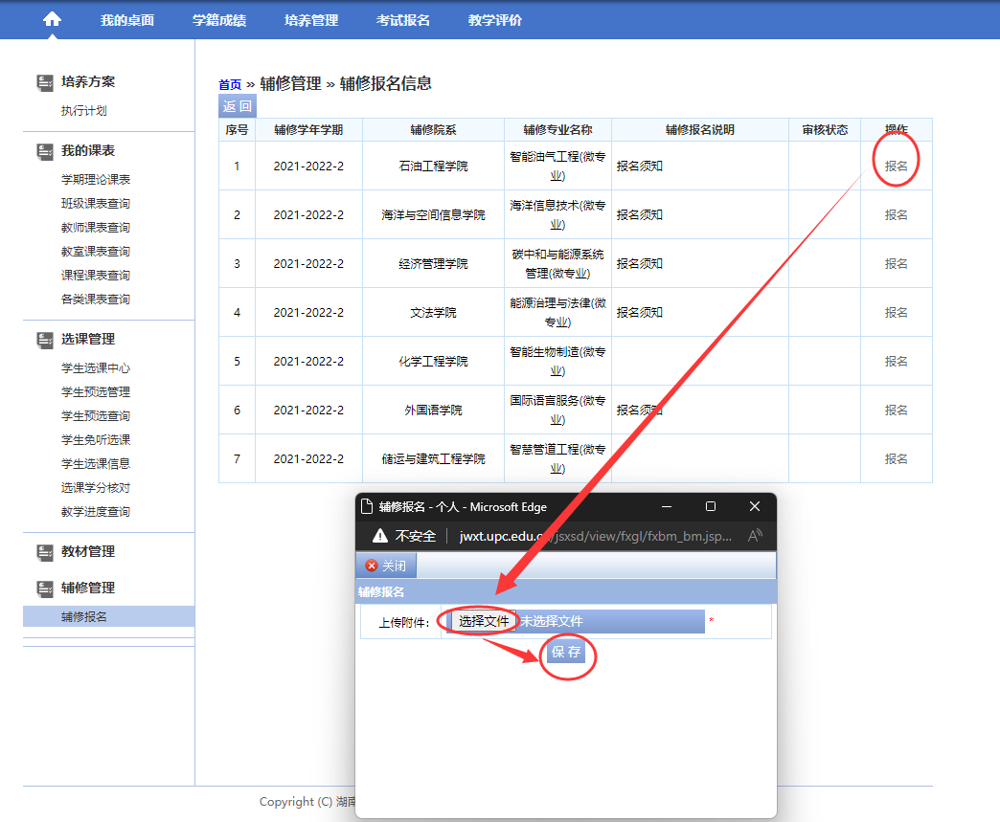 我的桌面 学籍成绩 培养管理 考试报名 教学评价
培养方案
执行计划
我的课表
学期理论课表
班级课表查询
教师课表查询
教室课表查询
课程课表查询
各类课表查询
选课管理
学生选课中心
学生预选管理
学生预选查询
学生免听选课
学生选课信息
选课学分核对
教学进度查询
教材管理
辅修管理
辅修报名
首页 » 辅修管理 » 辅修报名信息
返 回
序号 辅修学年学期 辅修院系 辅修专业名称 辅修报名说明 审核状态 操作
1 2021-2022-2 石油工程学院 智能油气工程(微专 报名须知 报名
业)
2 2021-2022-2 海洋与空间信息学院 海洋信息技术(微专 报名须知 报名
业)
3 2021-2022-2 经济管理学院 碳中和与能源系统 报名须知 报名
管理(微专业)
4 2021-2022-2 文法学院 能源治理与法律(微 报名须知 报名
专业)
5 2021-2022-2 化学工程学院 智能生物制造(微专 报名
业)
6 2021-2022-2 外国语学院 国际语言服务(微专 报名须知 报名
业)
7 2021-2022-2 储运与建筑工程学院 智慧管道工程(微专 报名
业)
辅修报名 - 个人 - Microsoft Edge
不安全 jwxt.upc.edu.c/jsxsd/view/fxgl/fxbm_bm.jsp...
关闭
辅修报名
上传附件: 选择文件 未选择文件 *
保 存
Copyright (C) 湖南